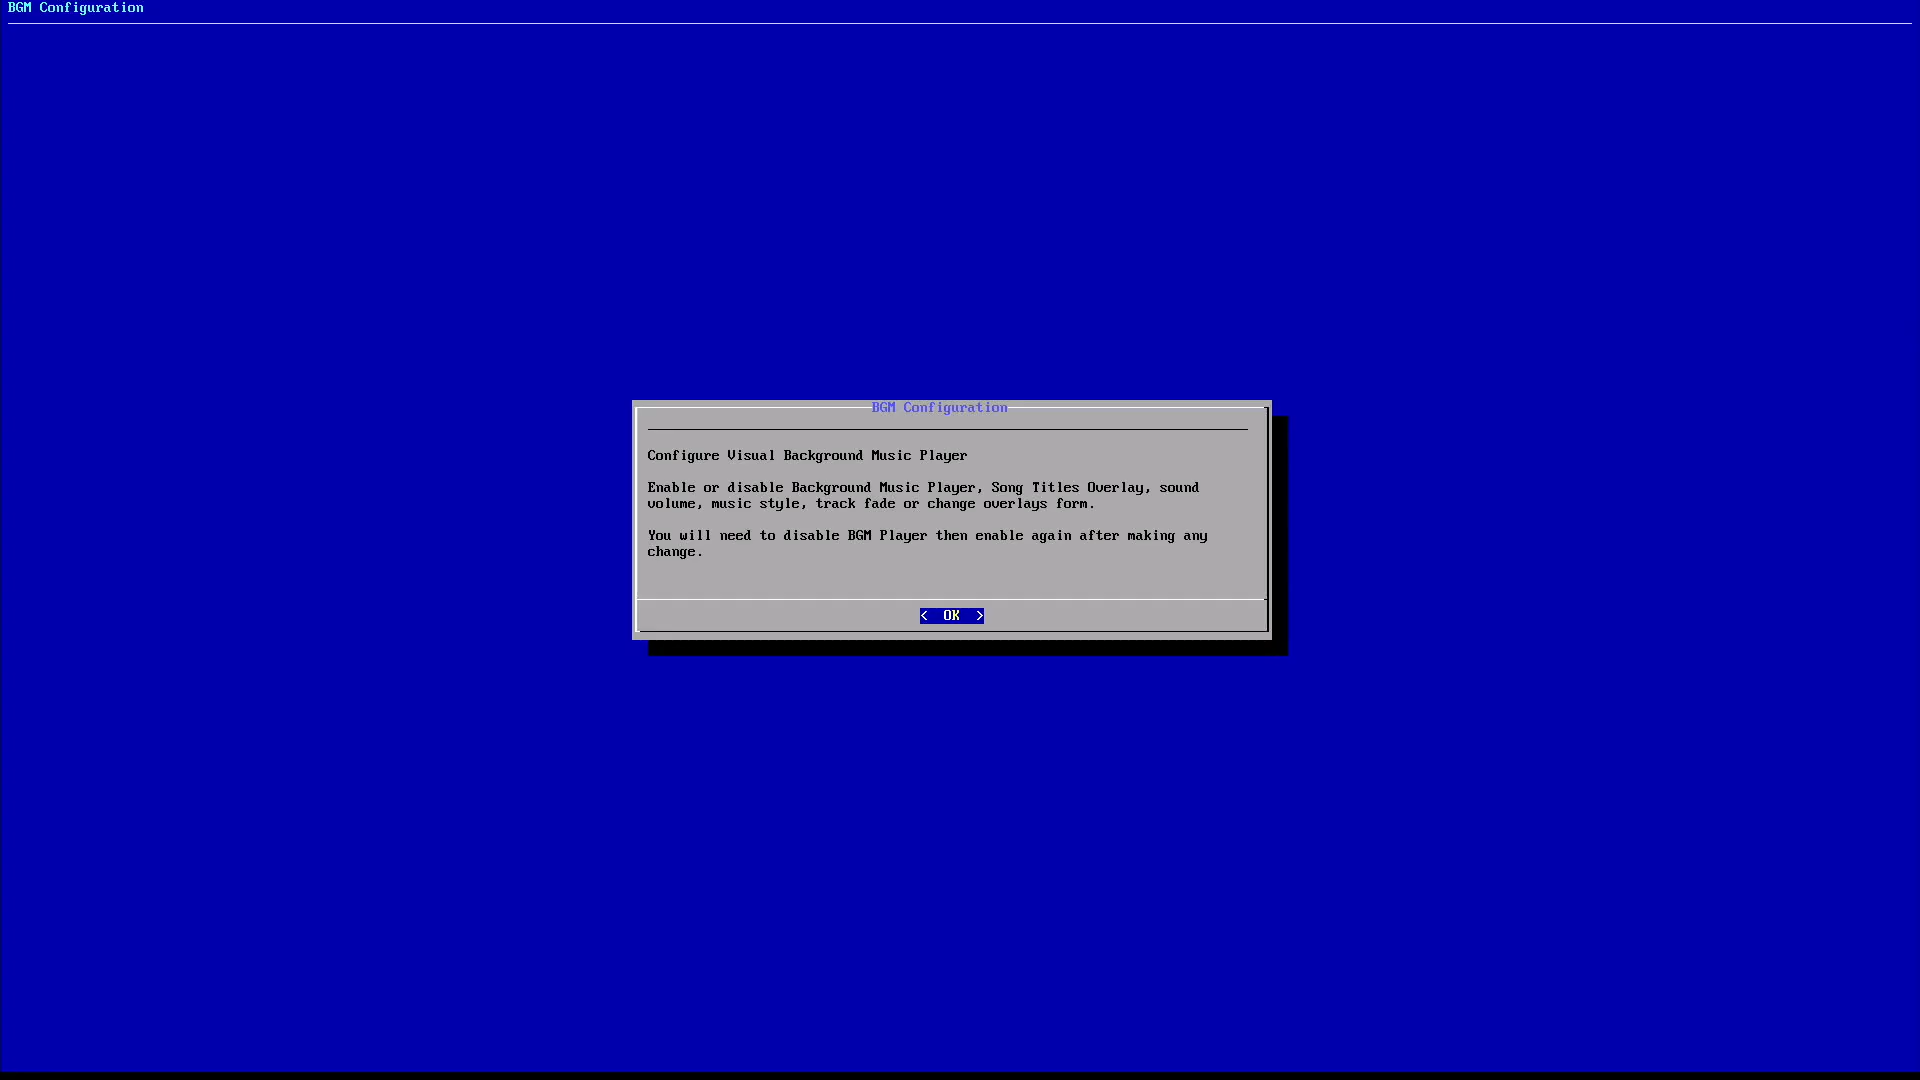 BGM Configuration
BGM Configuration
Configure Visual Background Music Player
Enable or disable Background Music Player, Song Titles Overlay, sound
volume, music style, track fade or change overlays form.
You will need to disable BGM Player then enable again after making any
change.
< OK >